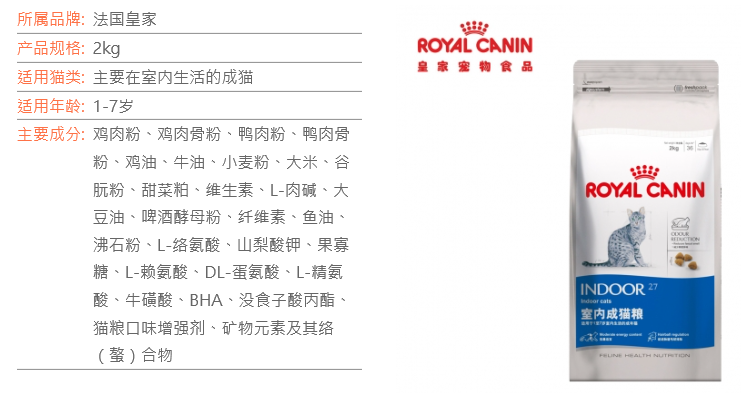 所属品牌: 法国皇家
产品规格: 2kg
适用猫类: 主要在室内生活的成猫
适用年龄: 1-7岁
主要成分: 鸡肉粉、鸡肉骨粉、鸭肉粉、鸭肉骨
粉、鸡油、牛油、小麦粉、大米、谷
朊粉、甜菜粕、维生素、L-肉碱、大
豆油、啤酒酵母粉、纤维素、鱼油、
沸石粉、L-络氨酸、山梨酸钾、果寡
糖、L-赖氨酸、DL-蛋氨酸、L-精氨
酸、牛磺酸、BHA、没食子酸丙酯、
猫粮口味增强剂、矿物元素及其络
（螯）合物
ROYAL CANIN
皇家宠物食品
2kg
ROYAL CANIN
ODOUR
REDUCTION
INDOOR 27
Indoor cats
室内成猫粮
Moderate energy content
Hairball regulation
FELINE HEALTH NUTRITION